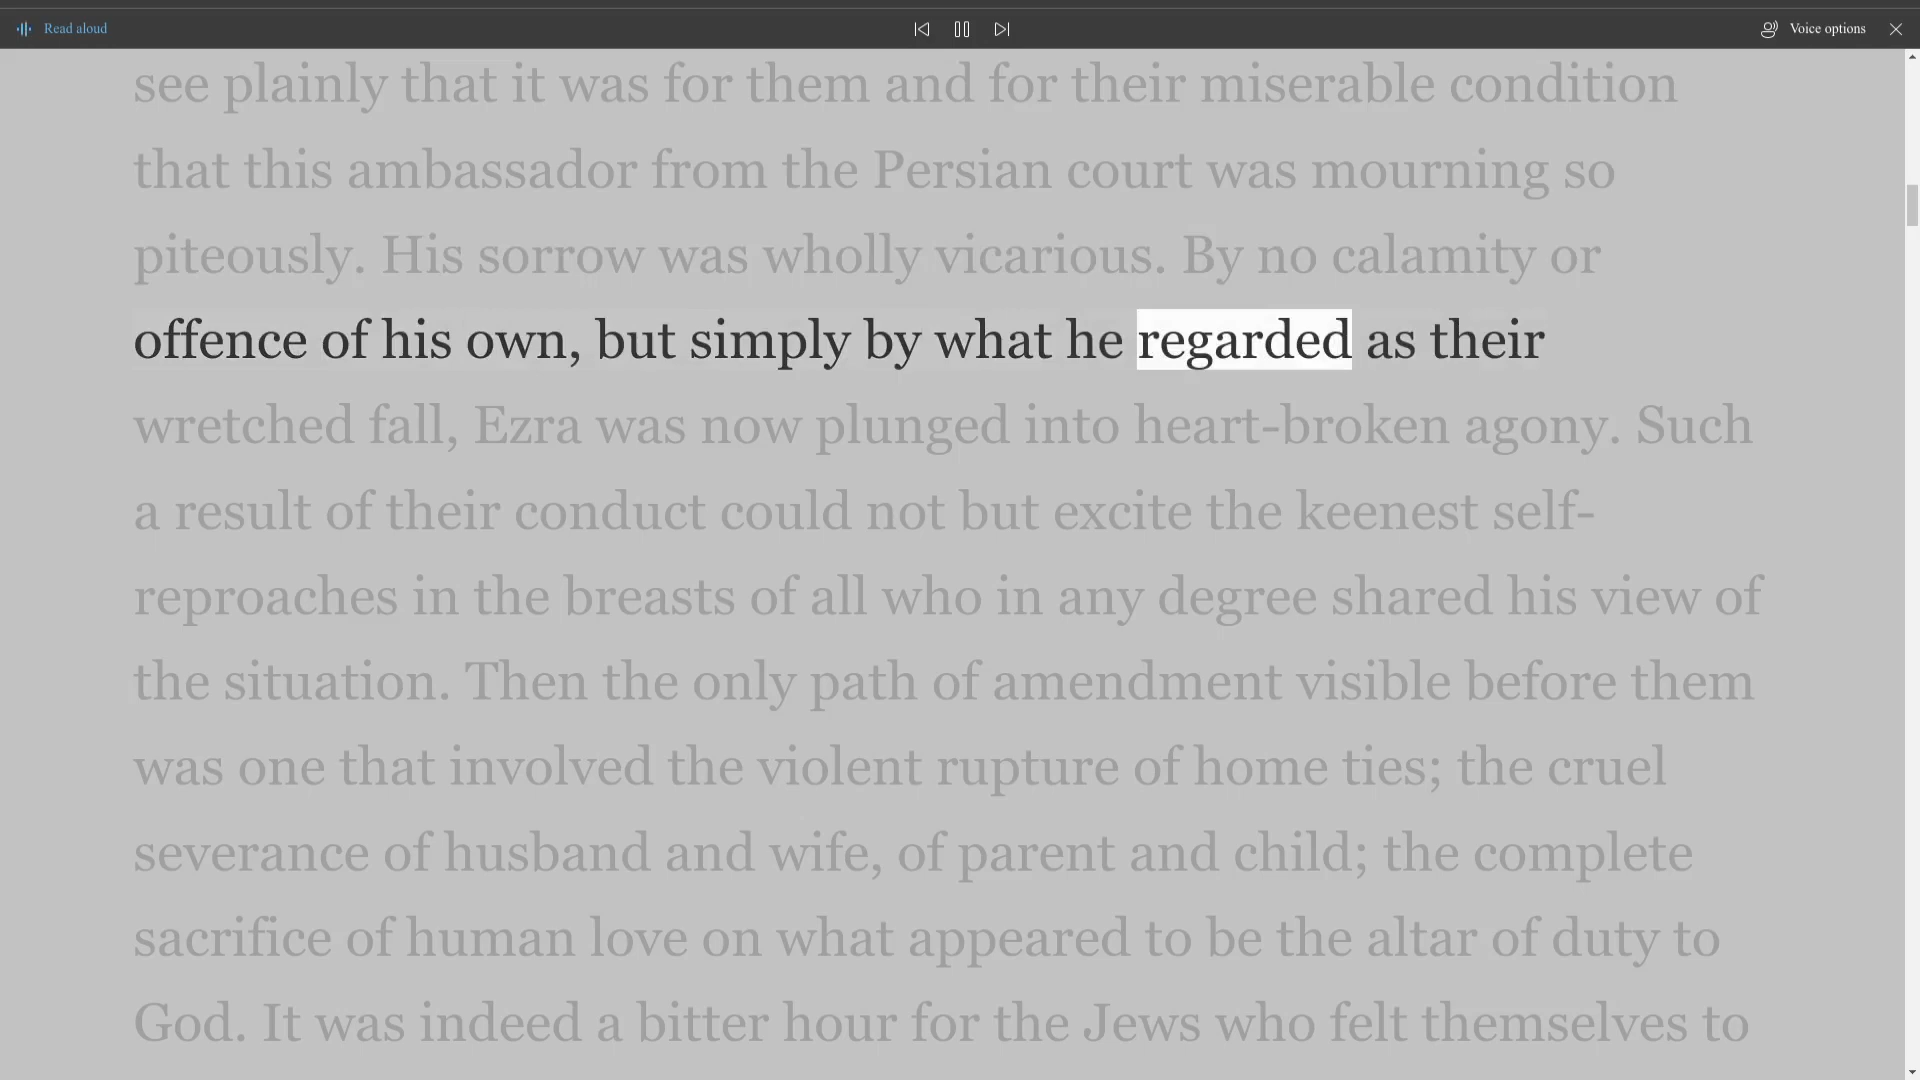 Read aloud
Voice options
see plainly that it was for them and for their miserable condition
that this ambassador from the Persian court was mourning so
piteously. His sorrow was wholly vicarious. By no calamity or
offence of his own, but simply by what he regarded as their
wretched fall, Ezra was now plunged into heart-broken agony. Such
a result of their conduct could not but excite the keenest self-
reproaches in the breasts of all who in any degree shared his view of
the situation. Then the only path of amendment visible before them
was one that involved the violent rupture of home ties; the cruel
severance of husband and wife, of parent and child; the complete
sacrifice of human love on what appeared to be the altar of duty to
God. It was indeed a bitter hour for the Jews who felt themselves to